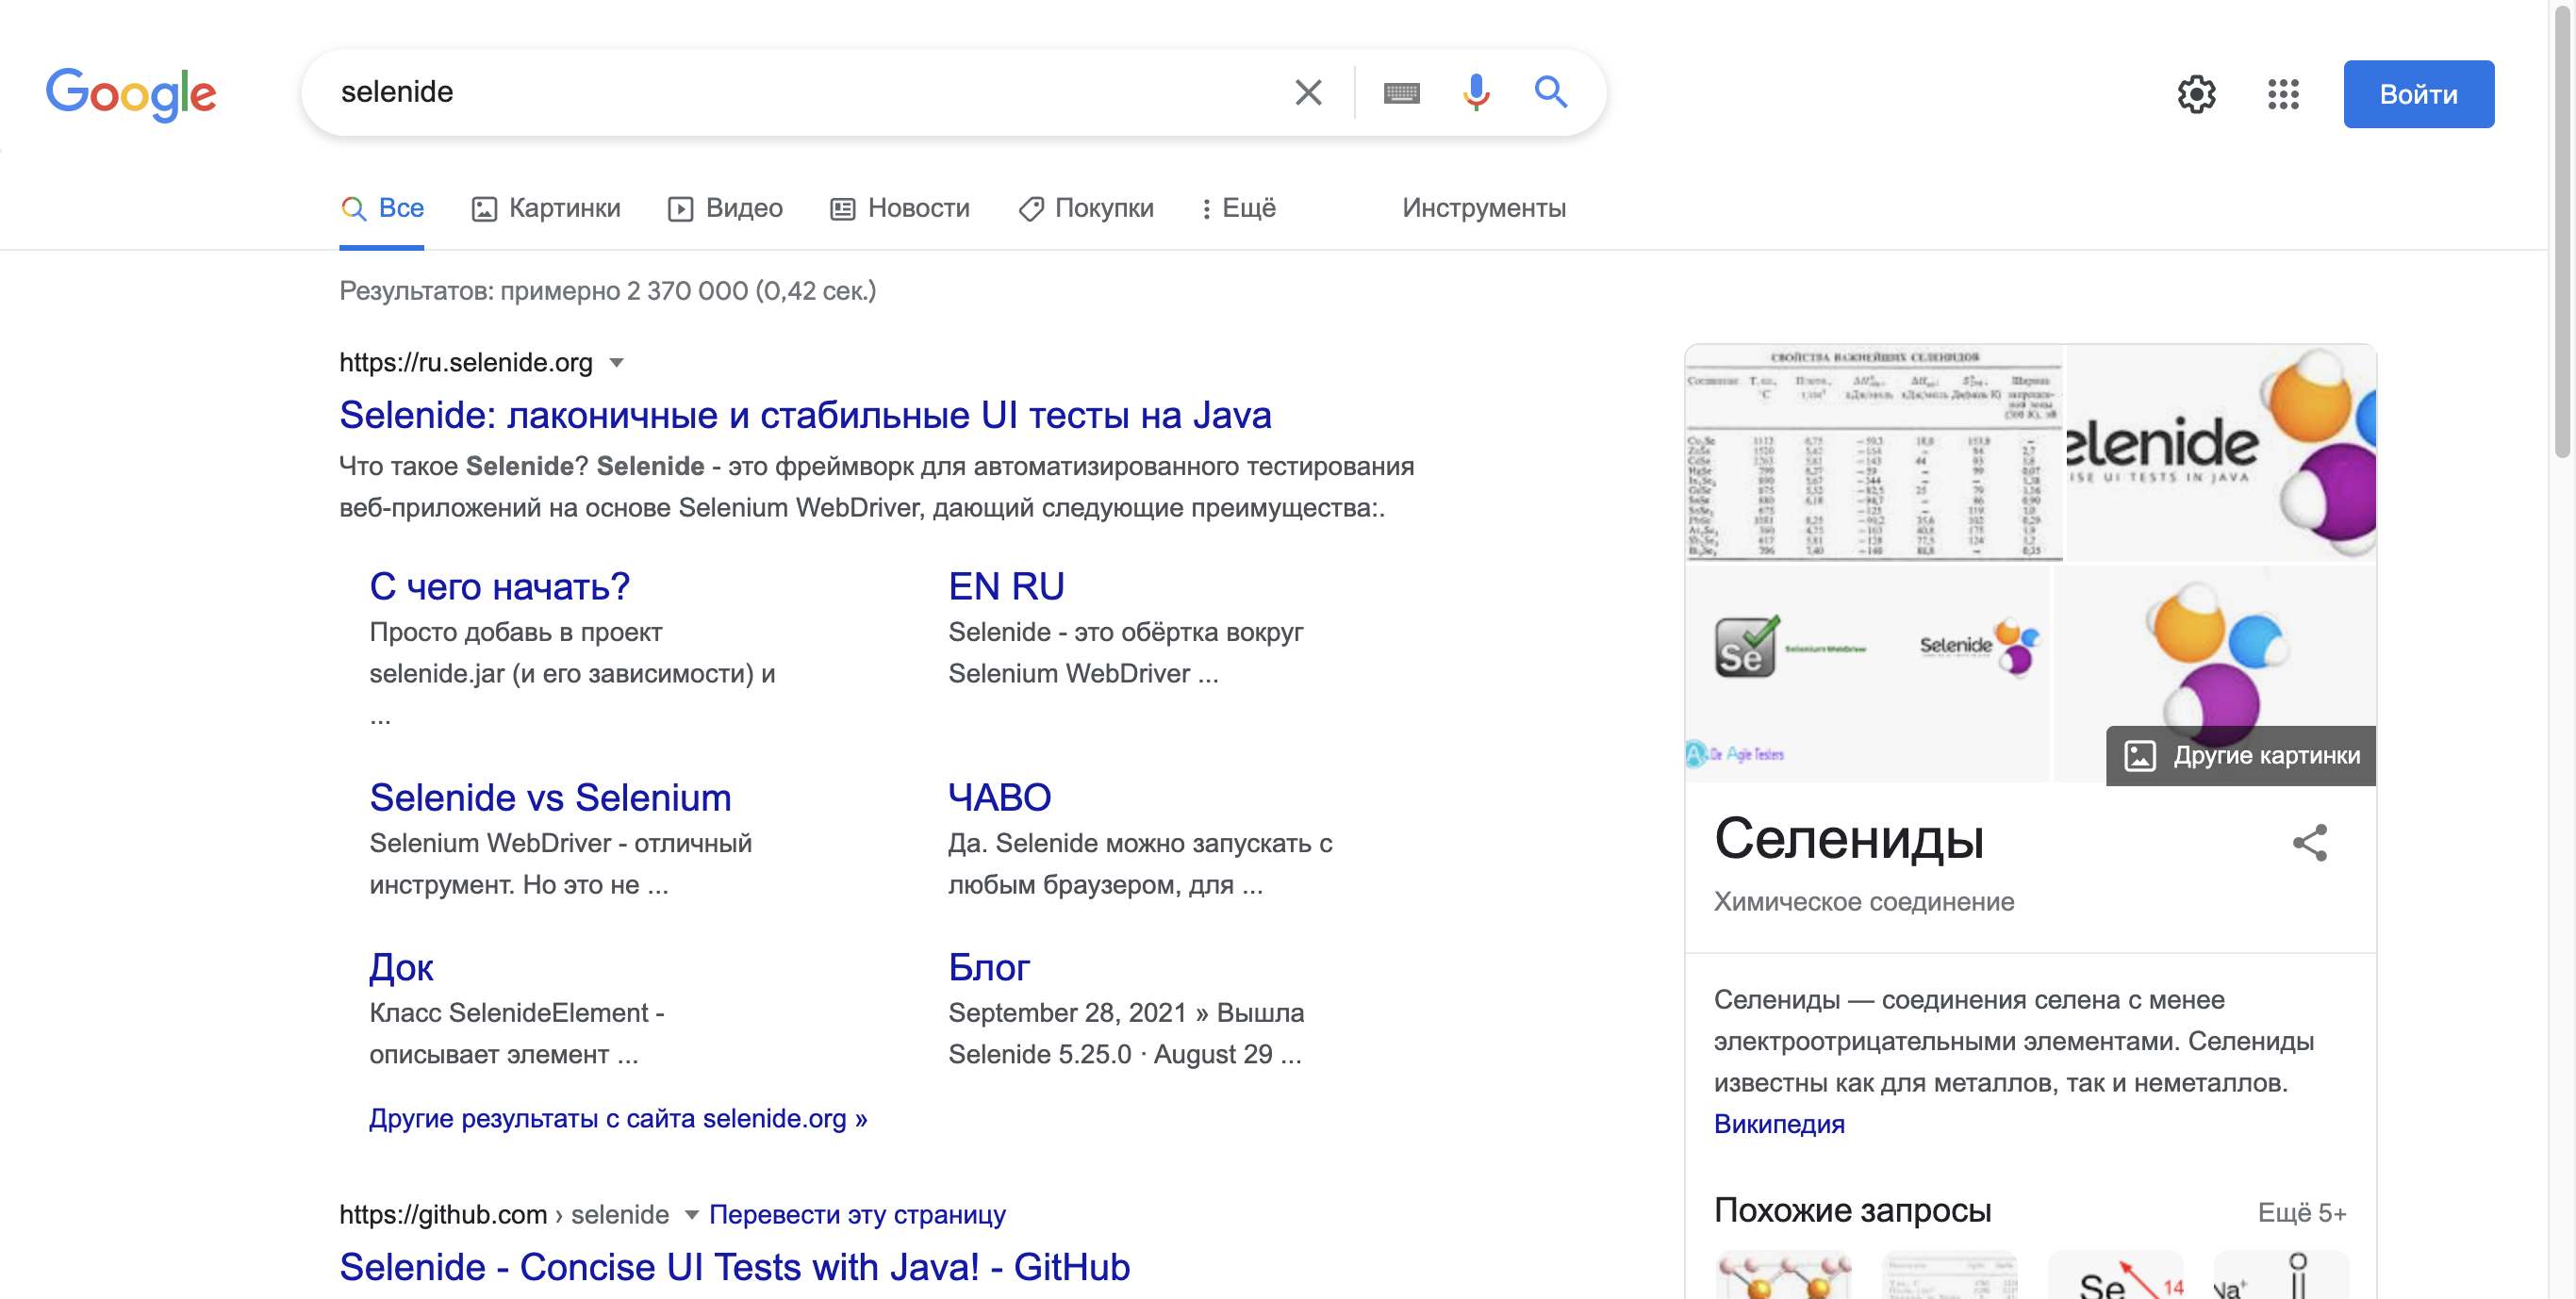 Google
selenide
Войти
Все
Картинки
Видео
Новости
Покупки
Ещё
Инструменты
Результатов: примерно 2 370 000 (0,42 сек.)
https://ru.selenide.org
Selenide: лаконичные и стабильные UI тесты на Java
Что такое Selenide? Selenide - это фреймворк для автоматизированного тестирования
веб-приложений на основе Selenium WebDriver, дающий следующие преимущества:.
С чего начать?
Просто добавь в проект
selenide.jar (и его зависимости) и
...
EN RU
Selenide - это обёртка вокруг
Selenium WebDriver ...
Selenide vs Selenium
Selenium WebDriver - отличный
инструмент. Но это не ...
ЧАВО
Да. Selenide можно запускать с
любым браузером, для ...
Док
Класс SelenideElement -
описывает элемент ...
Блог
September 28, 2021 » Вышла
Selenide 5.25.0 · August 29 ...
Другие результаты с сайта selenide.org »
https://github.com › selenide
Перевести эту страницу
Selenide - Concise UI Tests with Java! - GitHub
СВОЙСТВА ВАЖНЕЙШИХ СЕЛЕНИДОВ
elenide
ISE UI TESTS IN JAVA
Se
Selenium WebDriver
Selenide
Agile Testers
Другие картинки
Селениды
Химическое соединение
Селениды — соединения селена с менее
электроотрицательными элементами. Селениды
известны как для металлов, так и неметаллов.
Википедия
Похожие запросы
Ещё 5+
Se
14
Na+
O